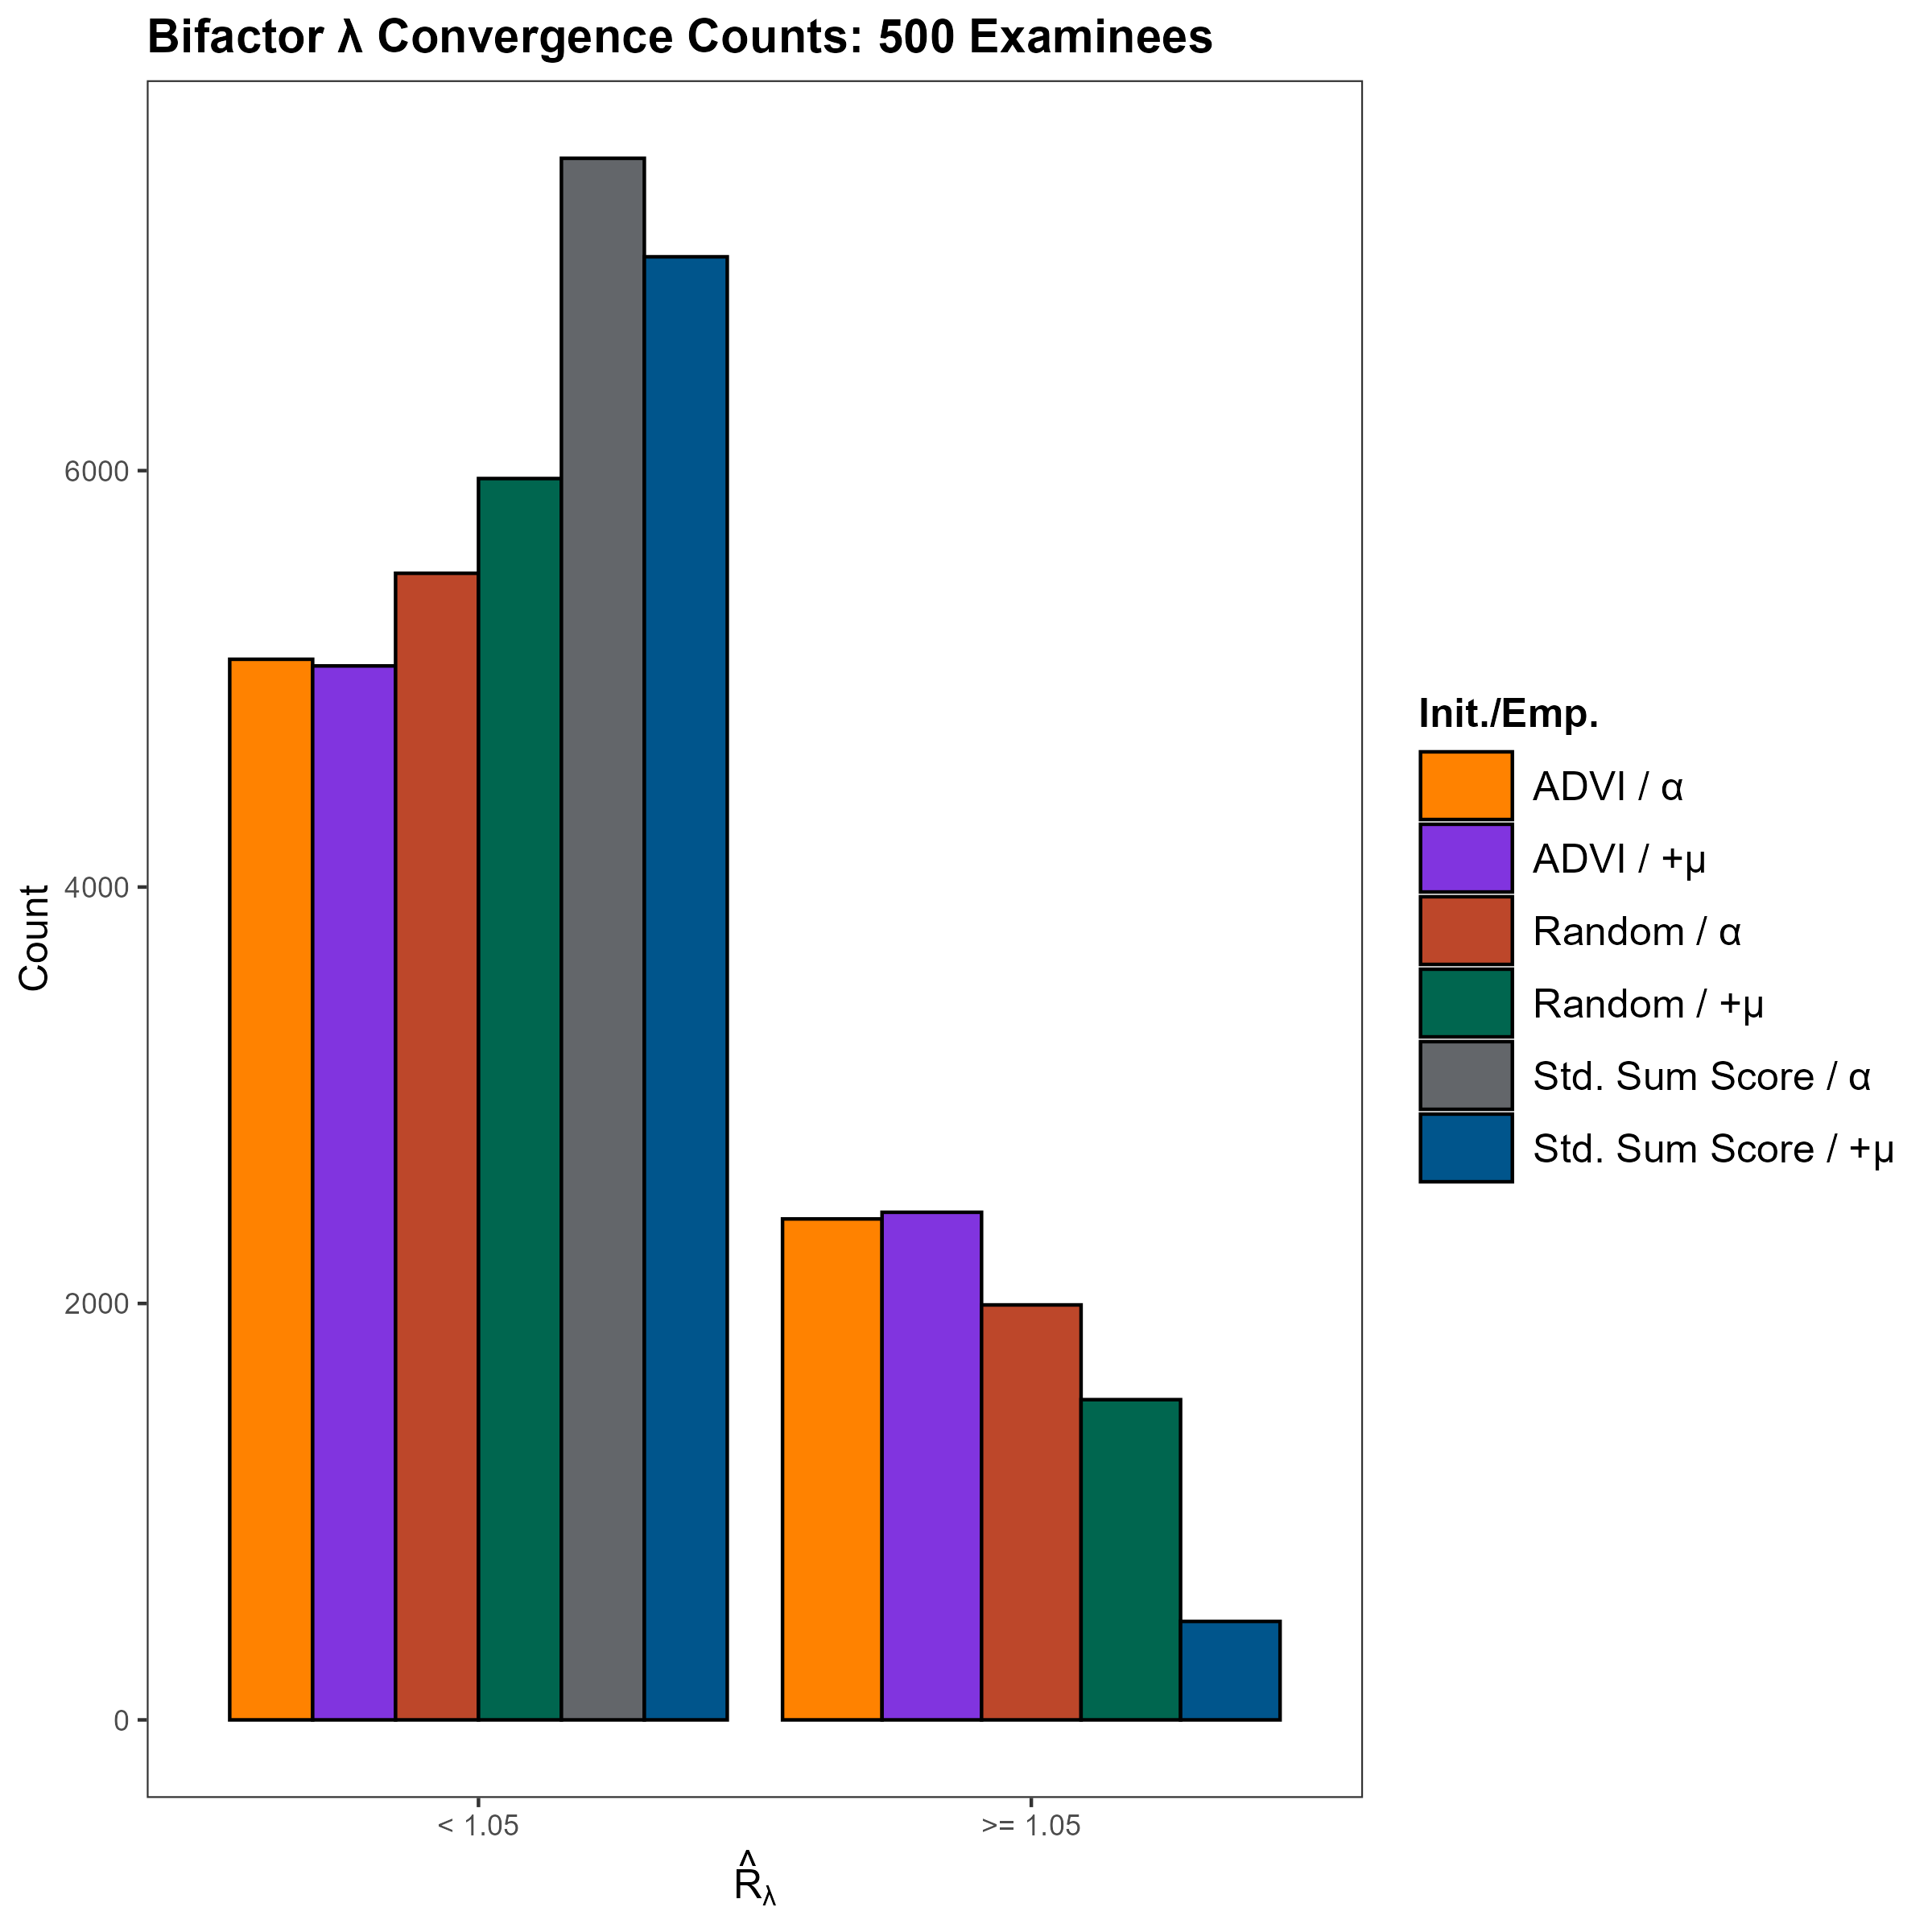 Bifactor λ Convergence Counts: 500 Examinees
Count
6000
4000
2000
0
< 1.05
>= 1.05
R̂λ
Init./Emp.
ADVI / α
ADVI / +μ
Random / α
Random / +μ
Std. Sum Score / α
Std. Sum Score / +μ